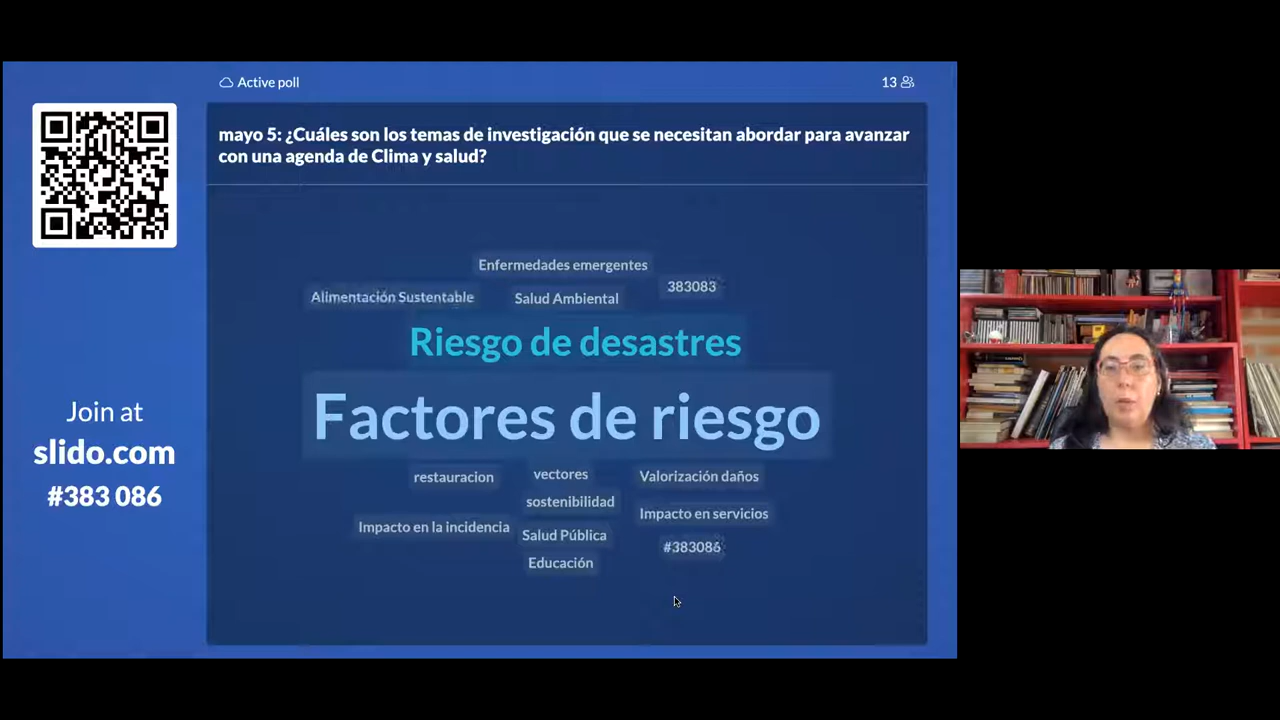 Active poll
13
mayo 5: ¿Cuáles son los temas de investigación que se necesitan abordar para avanzar
con una agenda de Clima y salud?
Enfermedades emergentes
383083
Alimentación Sustentable
Salud Ambiental
Riesgo de desastres
Factores de riesgo
restauracion
vectores
Valorización daños
sostenibilidad
Impacto en servicios
Impacto en la incidencia
Salud Pública
#383086
Educación
Join at
slido.com
#383 086